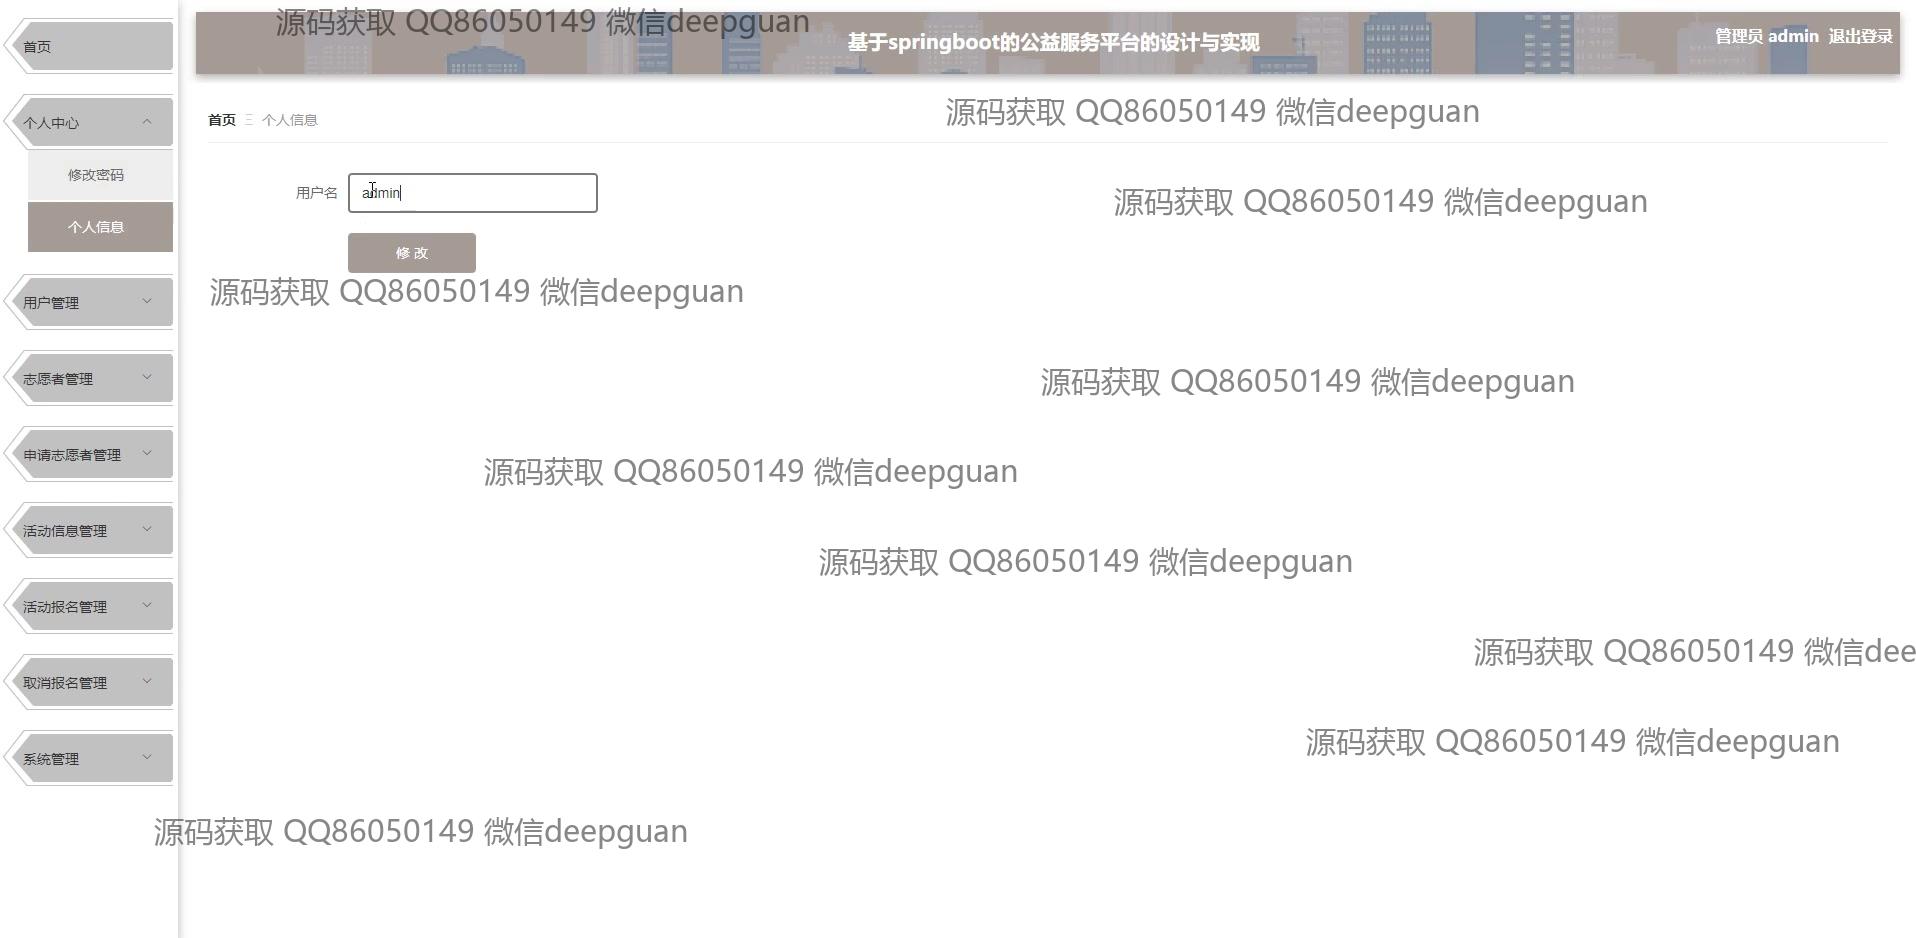 源码获取 QQ86050149 微信deepguan
基于springboot的公益服务平台的设计与实现
管理员 admin 退出登录
首页
个人中心
修改密码
个人信息
用户管理
志愿者管理
申请志愿者管理
活动信息管理
活动报名管理
取消报名管理
系统管理
首页 Ξ 个人信息
源码获取 QQ86050149 微信deepguan
用户名 admin
源码获取 QQ86050149 微信deepguan
修 改
源码获取 QQ86050149 微信deepguan
源码获取 QQ86050149 微信deepguan
源码获取 QQ86050149 微信deepguan
源码获取 QQ86050149 微信deepguan
源码获取 QQ86050149 微信dee
源码获取 QQ86050149 微信deepguan
源码获取 QQ86050149 微信deepguan